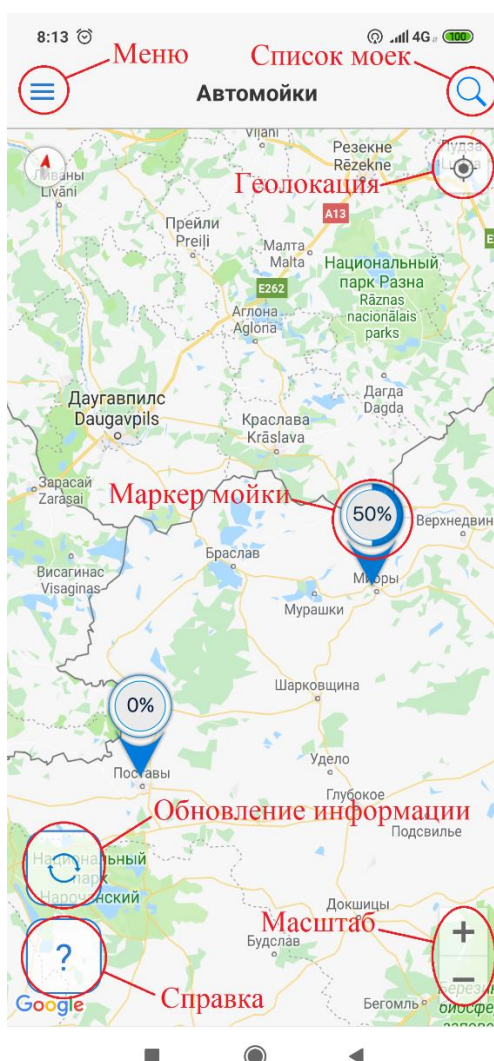 8:13 4G 100
Меню Список моек
Автомойки
Viļāni
Резекне
Rēzekne
Ливаны
Līvāni
Геолокация
A13
Прейли
Preiļi
Малта
Malta
Национальный
парк Разна
Rāznas
nacionālais
parks
E262
Аглона
Aglona
Дагда
Dagda
Даугавпилс
Daugavpils
Краслава
Krāslava
Зарасай
Zarasai
Маркер мойки
50%
Верхнедвин
Браслав
Висагинас
Visaginas
Миоры
Мурашки
Шарковщина
0%
Удело
Поставы
Глубокое
Обновление информации
Подсвилье
Национальный
парк
Нарочанский
Докшицы
Масштаб
+
Будслав
?
−
Справка
Google
Бегомль